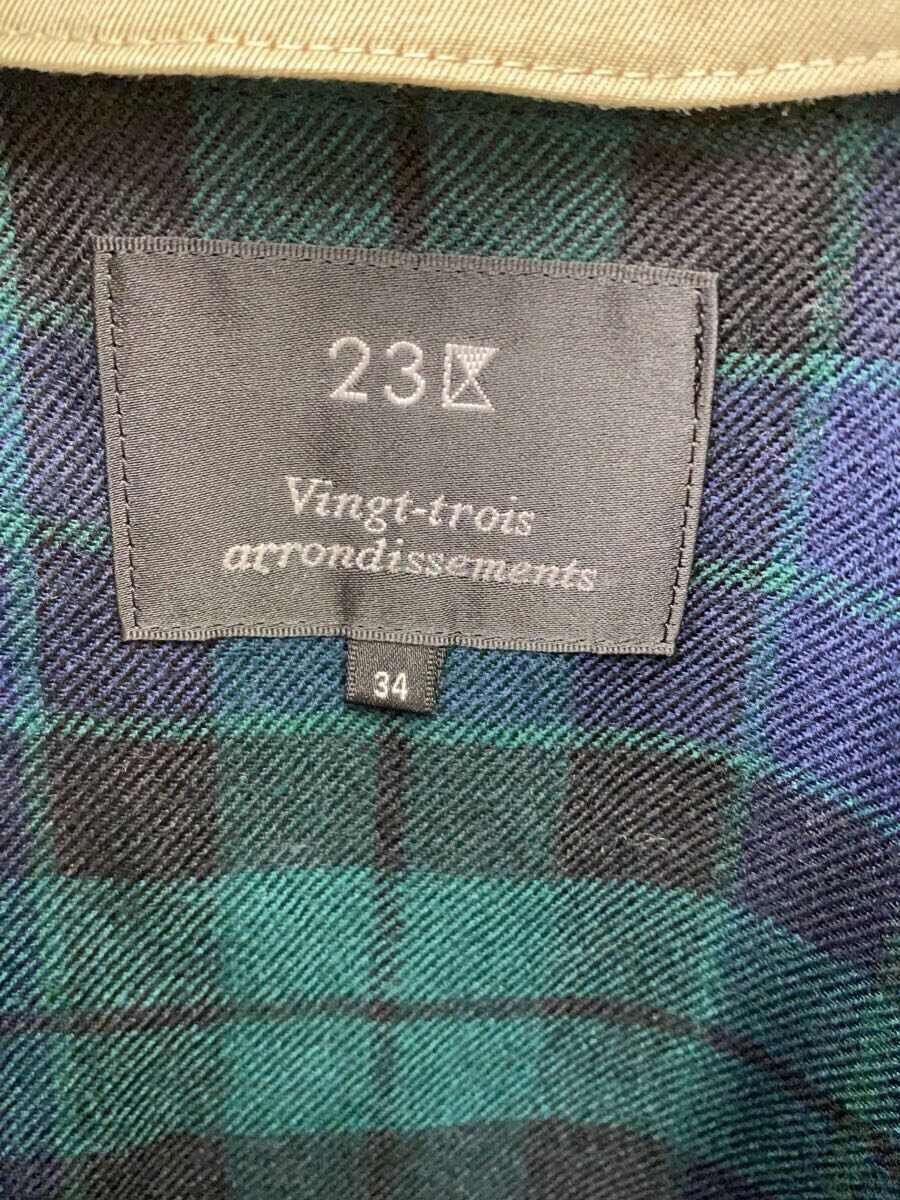 23区
Vingt-trois
arrondissements
34